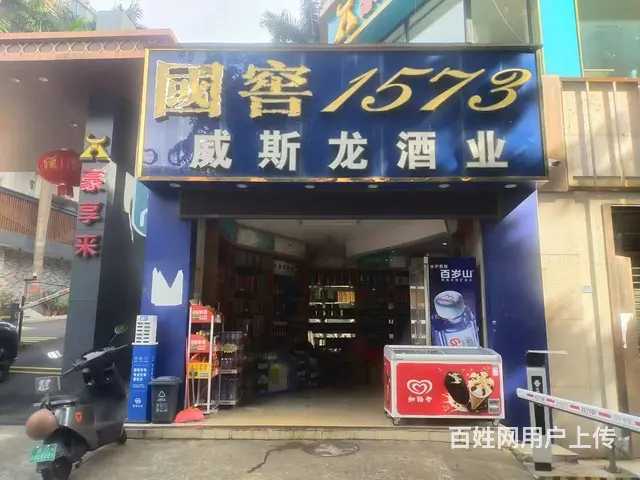 國窖1573
威斯龙酒业
豪享来
百岁山
和路雪
百姓网用户上传